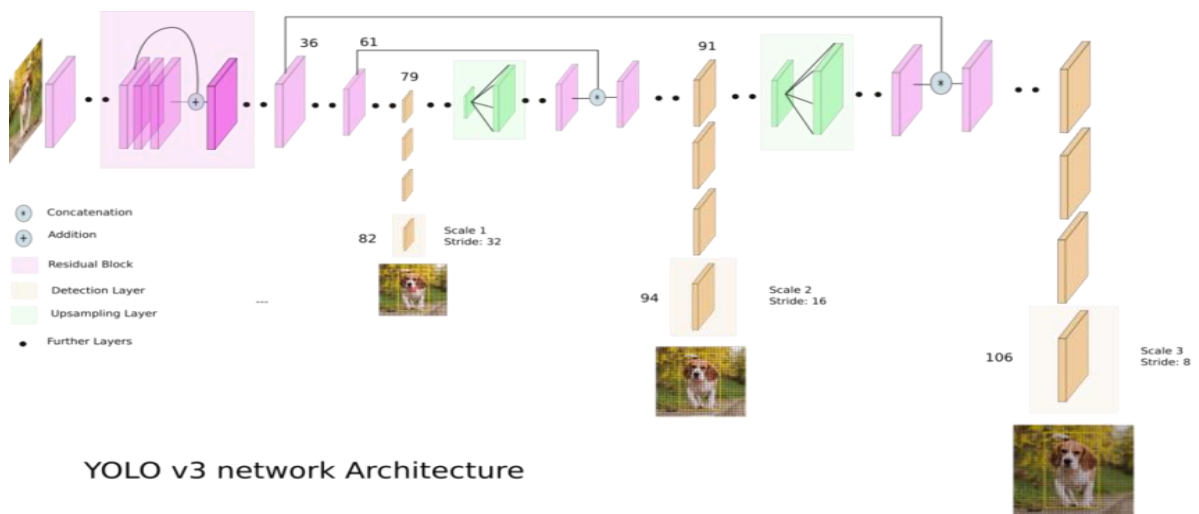 36
61
79
91
Concatenation
Addition
Residual Block
Detection Layer
Upsampling Layer
Further Layers
...
82
Scale 1
Stride: 32
94
Scale 2
Stride: 16
106
Scale 3
Stride: 8
YOLO v3 network Architecture